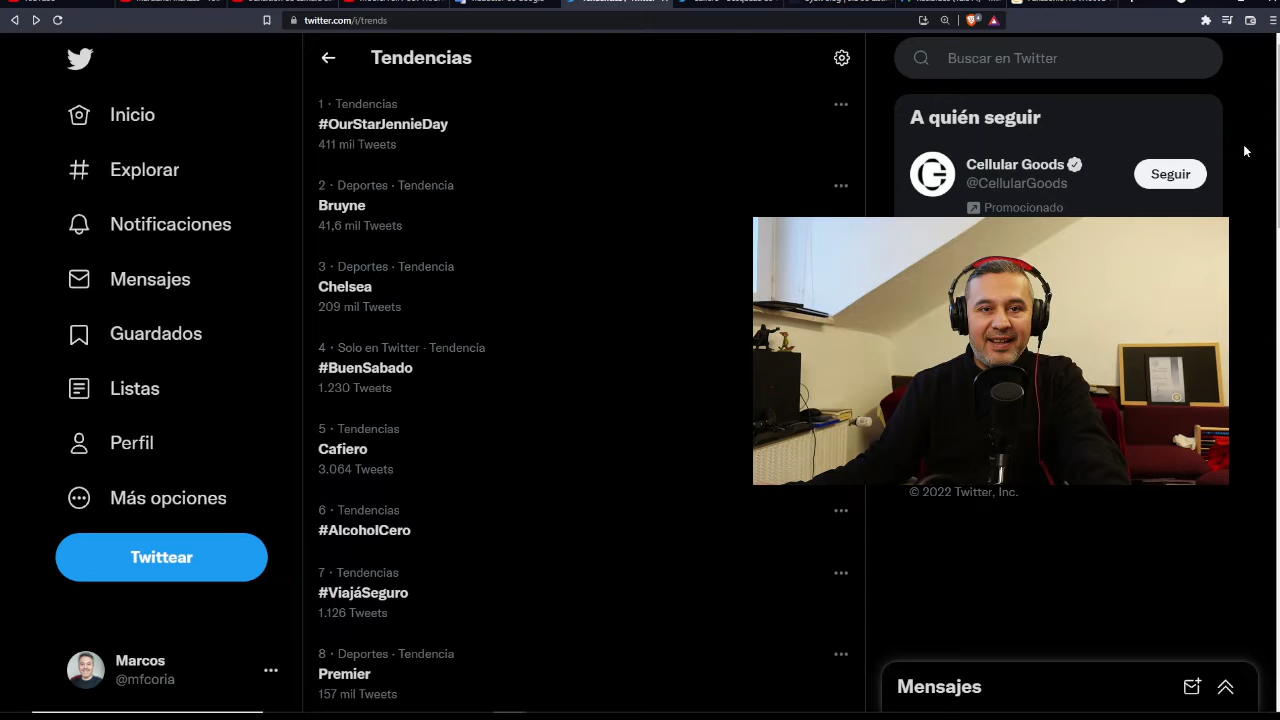 twitter.com/i/trends
Inicio
Explorar
Notificaciones
Mensajes
Guardados
Listas
Perfil
Más opciones
Twittear
Marcos
@mfcoria
Tendencias
1 · Tendencias
#OurStarJennieDay
411 mil Tweets
2 · Deportes · Tendencia
Bruyne
41,6 mil Tweets
3 · Deportes · Tendencia
Chelsea
209 mil Tweets
4 · Solo en Twitter · Tendencia
#BuenSabado
1.230 Tweets
5 · Tendencias
Cafiero
3.064 Tweets
6 · Tendencias
#AlcoholCero
7 · Tendencias
#ViajáSeguro
1.126 Tweets
8 · Deportes · Tendencia
Premier
157 mil Tweets
Buscar en Twitter
A quién seguir
Cellular Goods
@CellularGoods
Seguir
Promocionado
© 2022 Twitter, Inc.
Mensajes